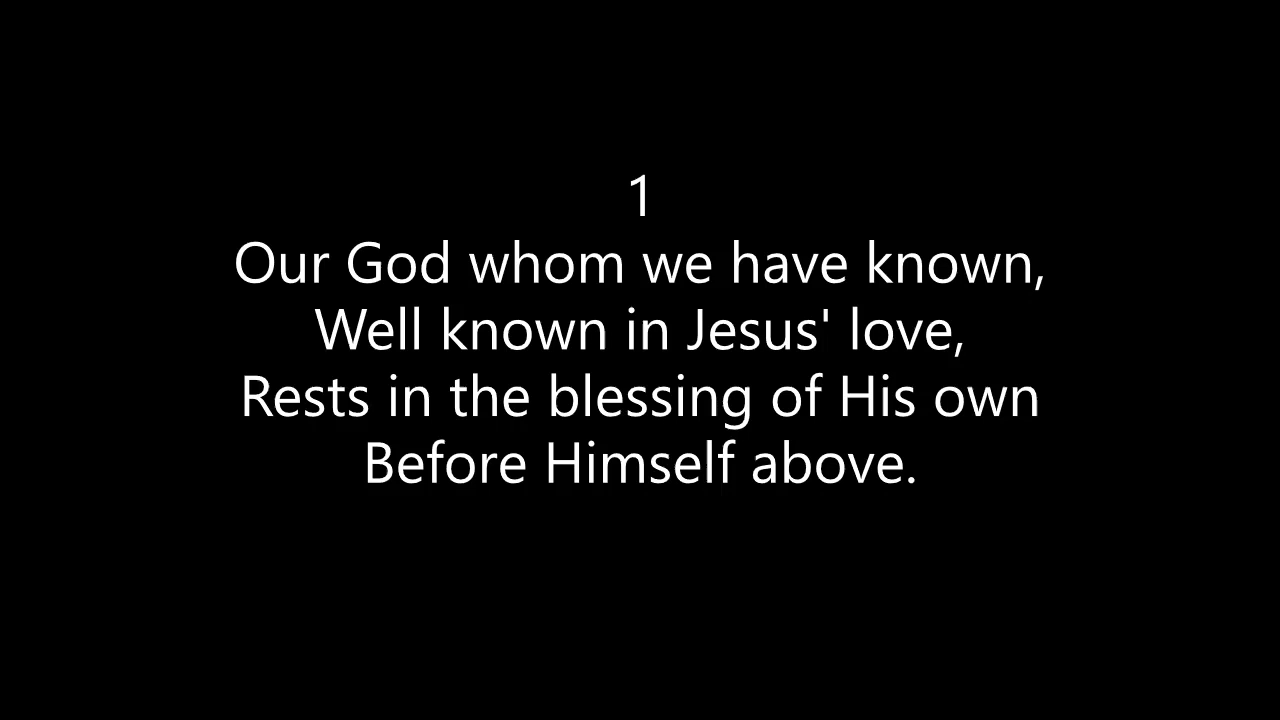 1
Our God whom we have known,
Well known in Jesus' love,
Rests in the blessing of His own
Before Himself above.